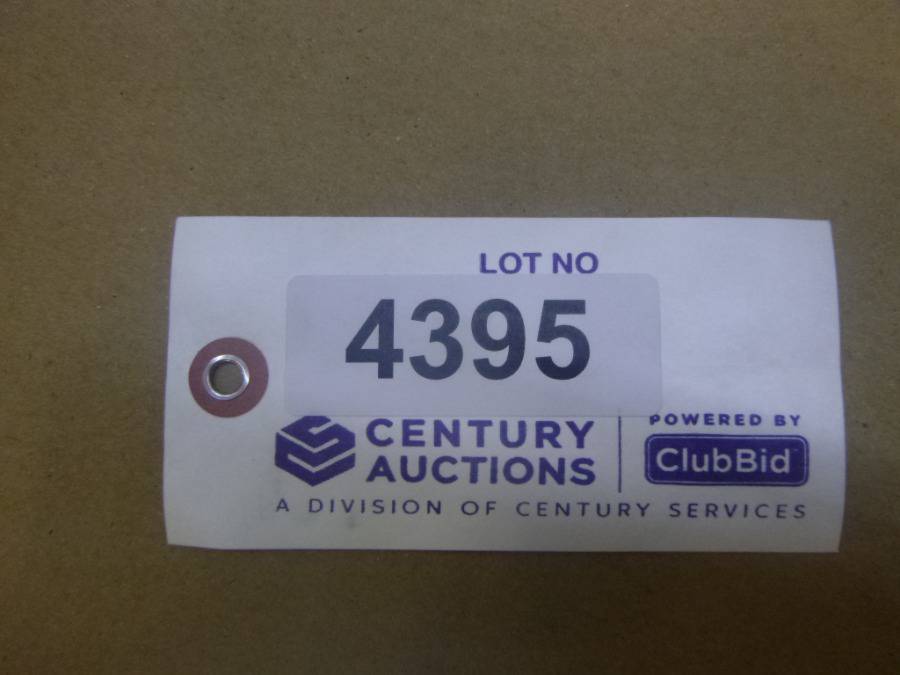 LOT NO
4395
CENTURY
AUCTIONS
POWERED BY
ClubBid
A DIVISION OF CENTURY SERVICES